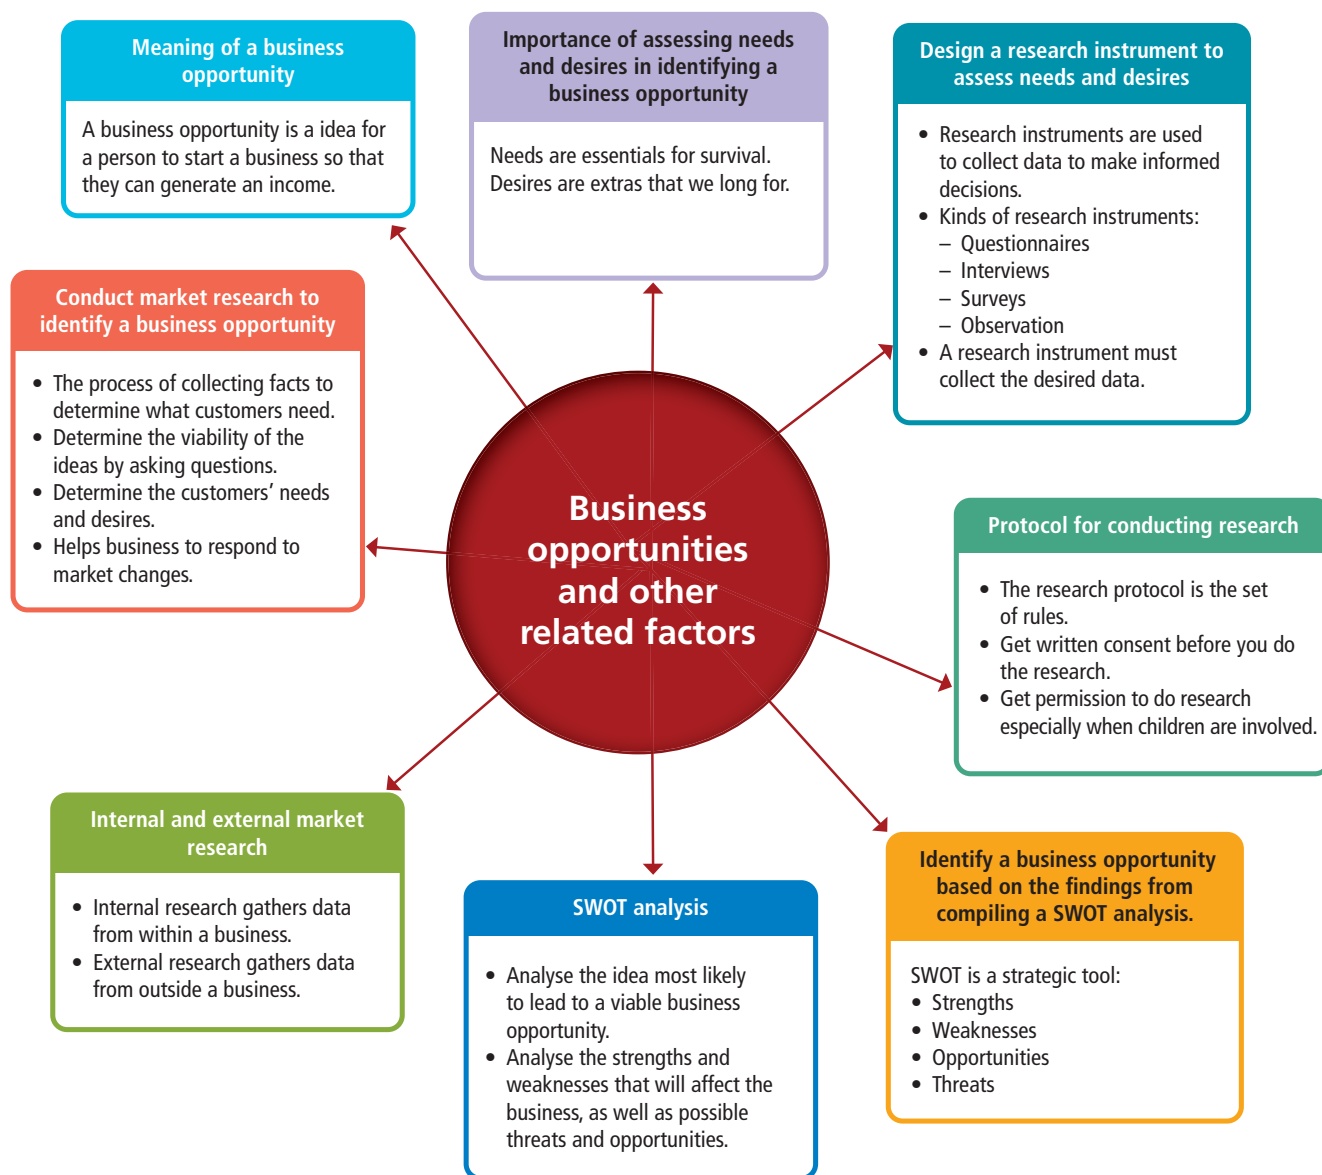 Meaning of a business
opportunity
A business opportunity is a idea for
a person to start a business so that
they can generate an income.
Importance of assessing needs
and desires in identifying a
business opportunity
Needs are essentials for survival.
Desires are extras that we long for.
Design a research instrument to
assess needs and desires
• Research instruments are used
to collect data to make informed
decisions.
• Kinds of research instruments:
– Questionnaires
– Interviews
– Surveys
– Observation
• A research instrument must
collect the desired data.
Conduct market research to
identify a business opportunity
• The process of collecting facts to
determine what customers need.
• Determine the viability of the
ideas by asking questions.
• Determine the customers’ needs
and desires.
• Helps business to respond to
market changes.
Business
opportunities
and other
related factors
Protocol for conducting research
• The research protocol is the set
of rules.
• Get written consent before you do
the research.
• Get permission to do research
especially when children are involved.
Internal and external market
research
• Internal research gathers data
from within a business.
• External research gathers data
from outside a business.
SWOT analysis
• Analyse the idea most likely
to lead to a viable business
opportunity.
• Analyse the strengths and
weaknesses that will affect the
business, as well as possible
threats and opportunities.
Identify a business opportunity
based on the findings from
compiling a SWOT analysis.
SWOT is a strategic tool:
• Strengths
• Weaknesses
• Opportunities
• Threats